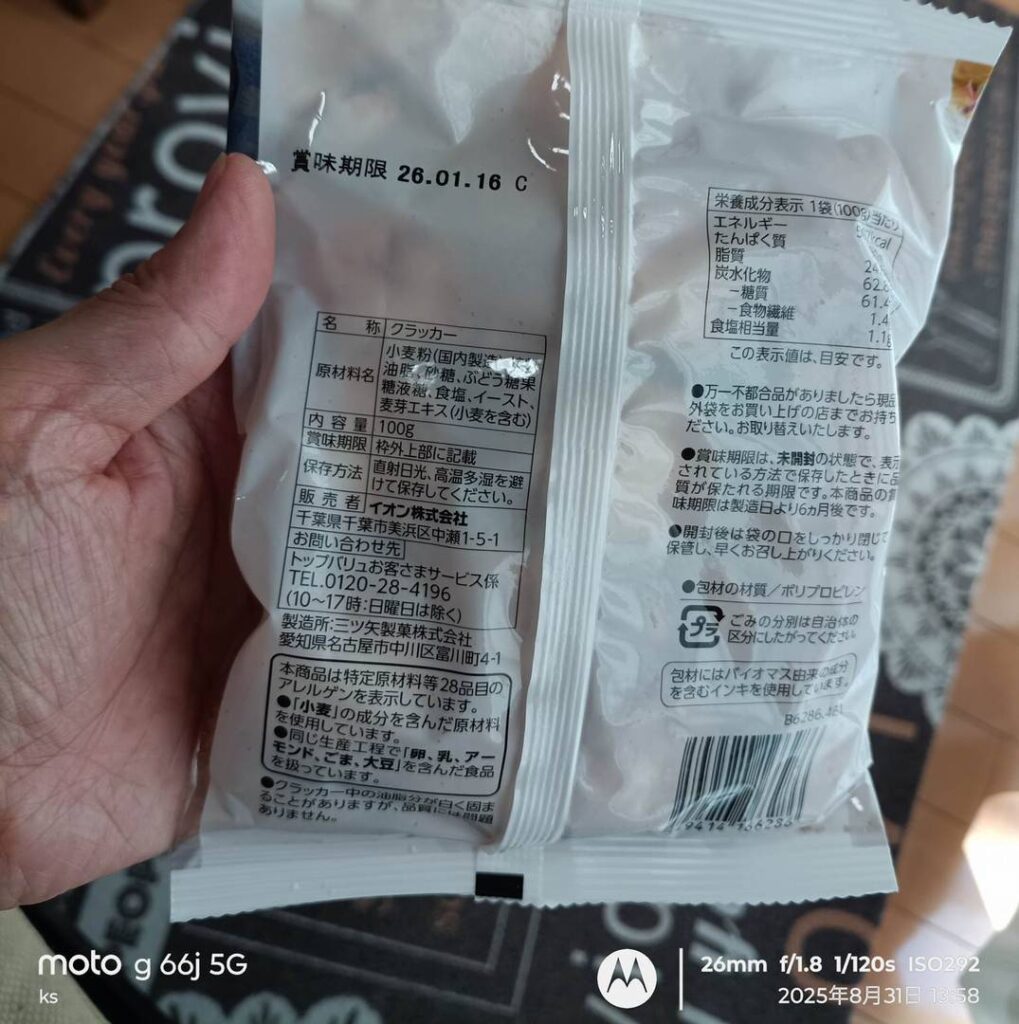 賞味期限 26.01.16 C
名 称 クラッカー
原材料名 小麦粉(国内製造)
油脂、砂糖、ぶどう糖果
糖液糖、食塩、イースト、
麦芽エキス(小麦を含む)
内容量 100g
賞味期限 枠外上部に記載
保存方法 直射日光、高温多湿を避
けて保存してください。
販売者 イオン株式会社
千葉県千葉市美浜区中瀬1-5-1
お問い合わせ先
トップバリュお客さまサービス係
TEL.0120-28-4196
(10~17時:日曜日は除く)
製造所:三ツ矢製菓株式会社
愛知県名古屋市中川区富川町4-1
本商品は特定原材料等28品目の
アレルゲンを表示しています。
●「小麦」の成分を含んだ原材料
を使用しています。
●同じ生産工程で「卵、乳、アー
モンド、ごま、大豆」を含んだ食品
を扱っています。
●クラッカー中の油脂分が白く固ま
ることがありますが、品質には問題
ありません。
栄養成分表示 1袋(100g)当たり
エネルギー kcal
たんぱく質
脂質 24.
炭水化物 62.8
－糖質 61.4
－食物繊維 1.4
食塩相当量 1.1g
この表示値は、目安です。
●万一不都合品がありましたら現品
外袋をお買い上げの店までお持ち
ださい。お取り替えいたします。
●賞味期限は、未開封の状態で、表示
されている方法で保存したときに品
質が保たれる期限です。本商品の賞
味期限は製造日より6ヵ月後です。
●開封後は袋の口をしっかり閉じて
保管し、早くお召し上がりください。
●包材の材質/ポリプロピレン
プラ
ごみの分別は自治体の
区分にしたがってください。
包材にはバイオマス由来の成分
を含むインキを使用しています。
B6286.4
moto g 66j 5G
ks
26mm f/1.8 1/120s ISO292
2025年8月31日 13:58